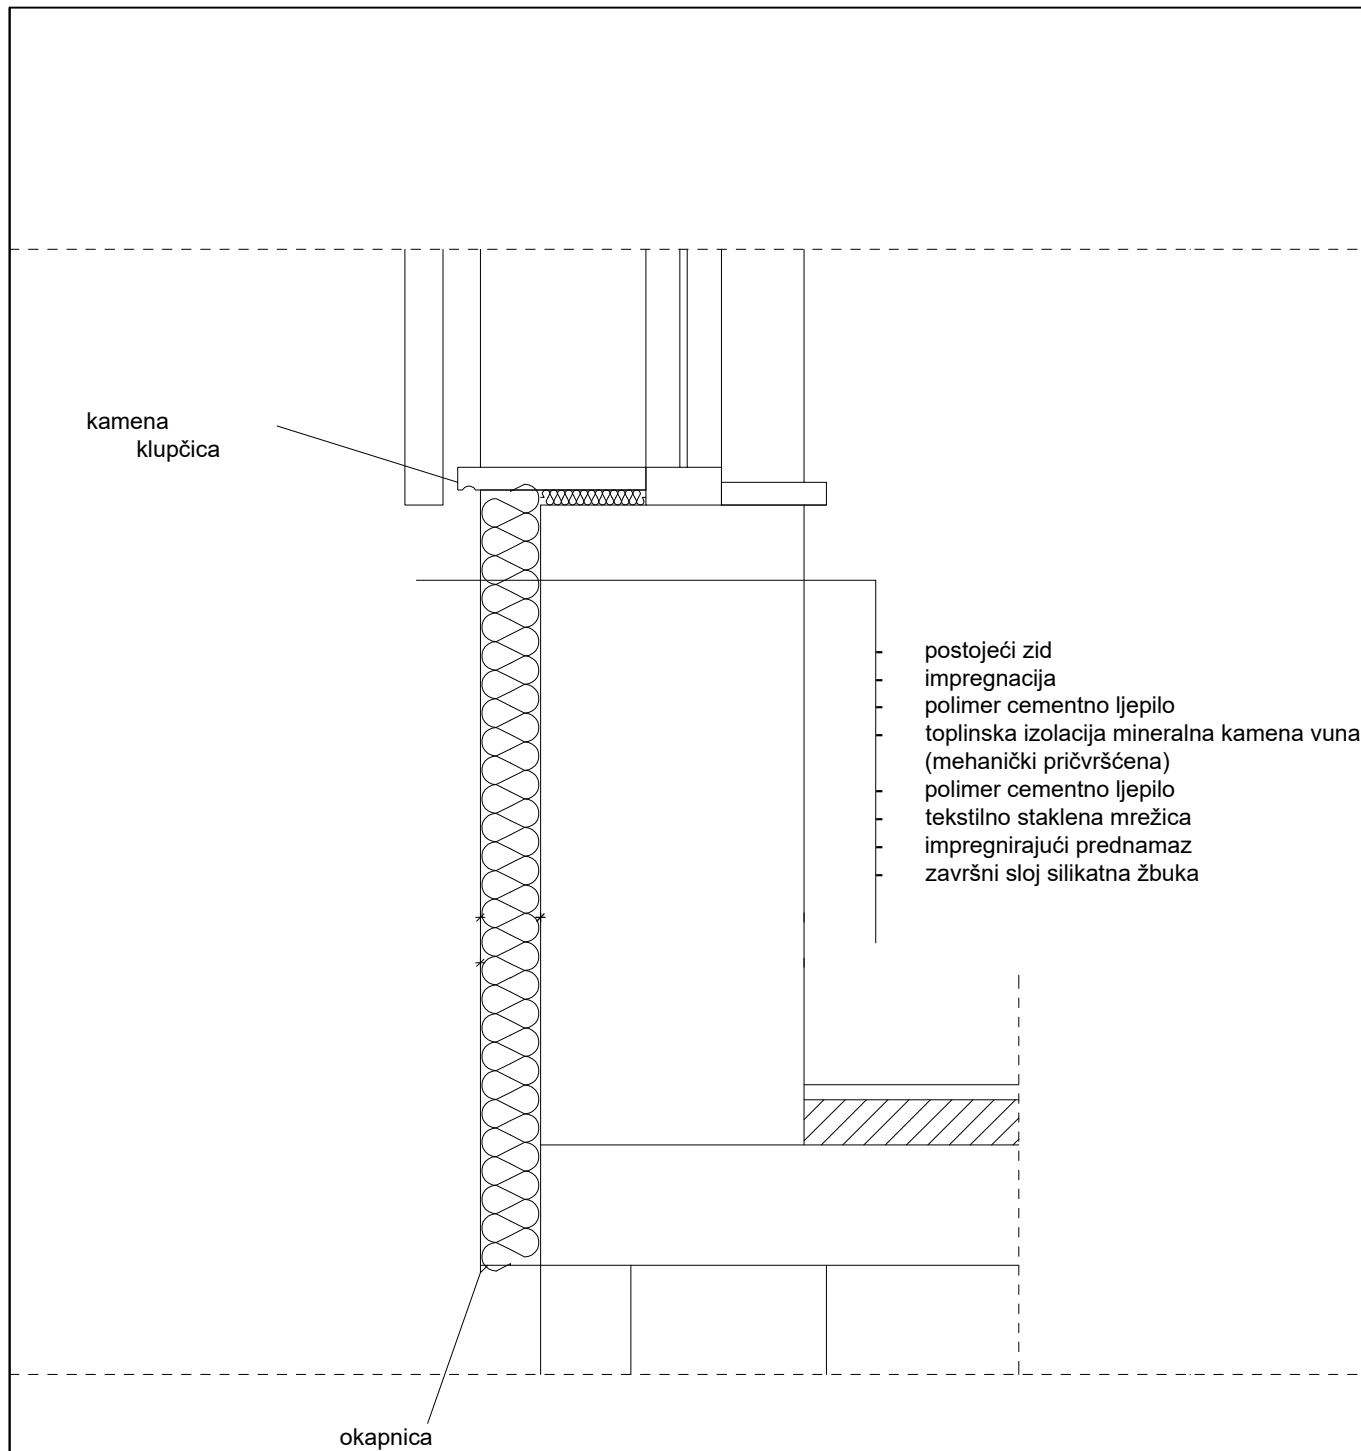 kamena
klupčica
postojeći zid
impregnacija
polimer cementno ljepilo
toplinska izolacija mineralna kamena vuna
(mehanički pričvršćena)
polimer cementno ljepilo
tekstilno staklena mrežica
impregnirajući prednamaz
završni sloj silikatna žbuka
okapnica